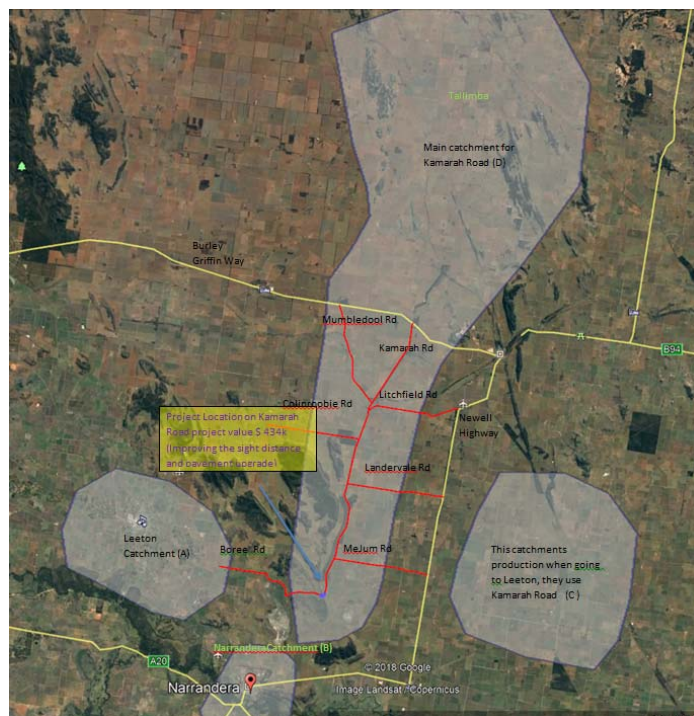 Tallimba
Main catchment for
Kamarah Road (D)
Burley
Griffin Way
Mumbledool Rd
Kamarah Rd
B94
A
Litchfield Rd
Colinroobie Rd
Project Location on Kamarah
Road project value $ 434k
(Improving the sight distance
and pavement upgrade)
Newell
Highway
Landervale Rd
Leeton
Catchment (A)
Boree Rd
MeJum Rd
This catchments
production when going
to Leeton, they use
Kamarah Road (C)
NarranderaCatchment (B)
A20
© 2018 Google
Narrandera
Image Landsat / Copernicus